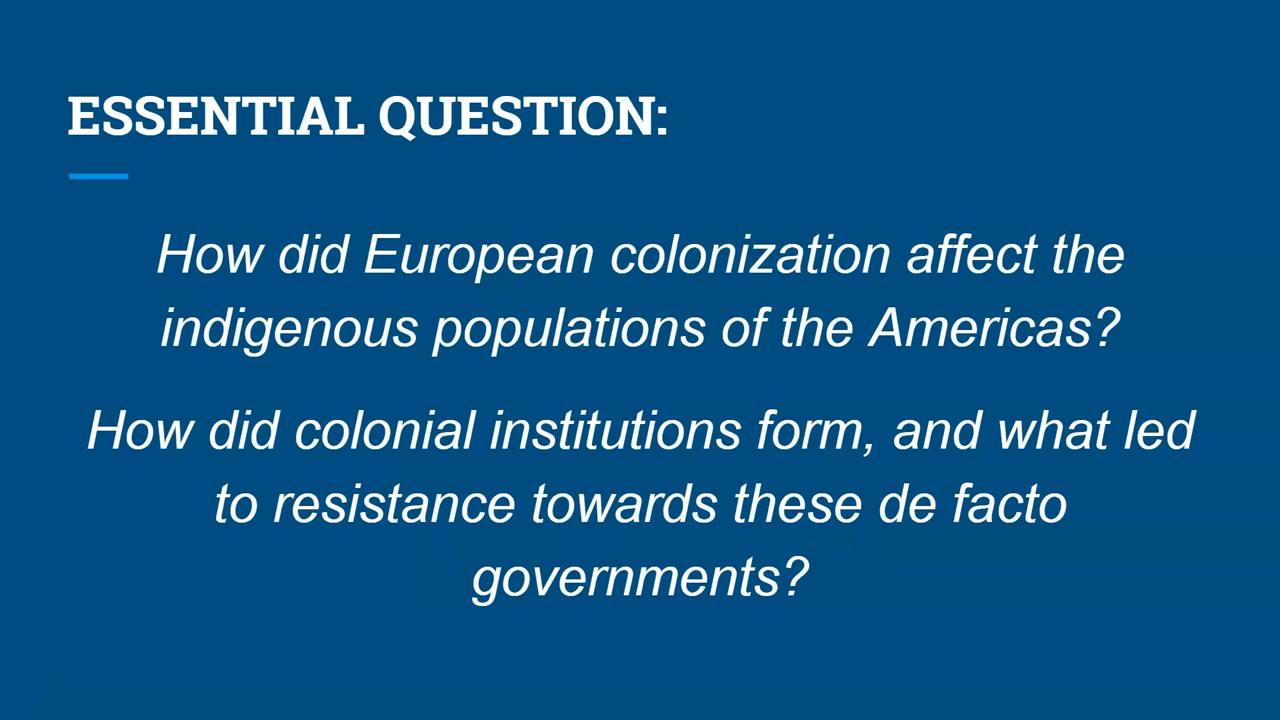 ESSENTIAL QUESTION:
How did European colonization affect the
indigenous populations of the Americas?
How did colonial institutions form, and what led
to resistance towards these de facto
governments?